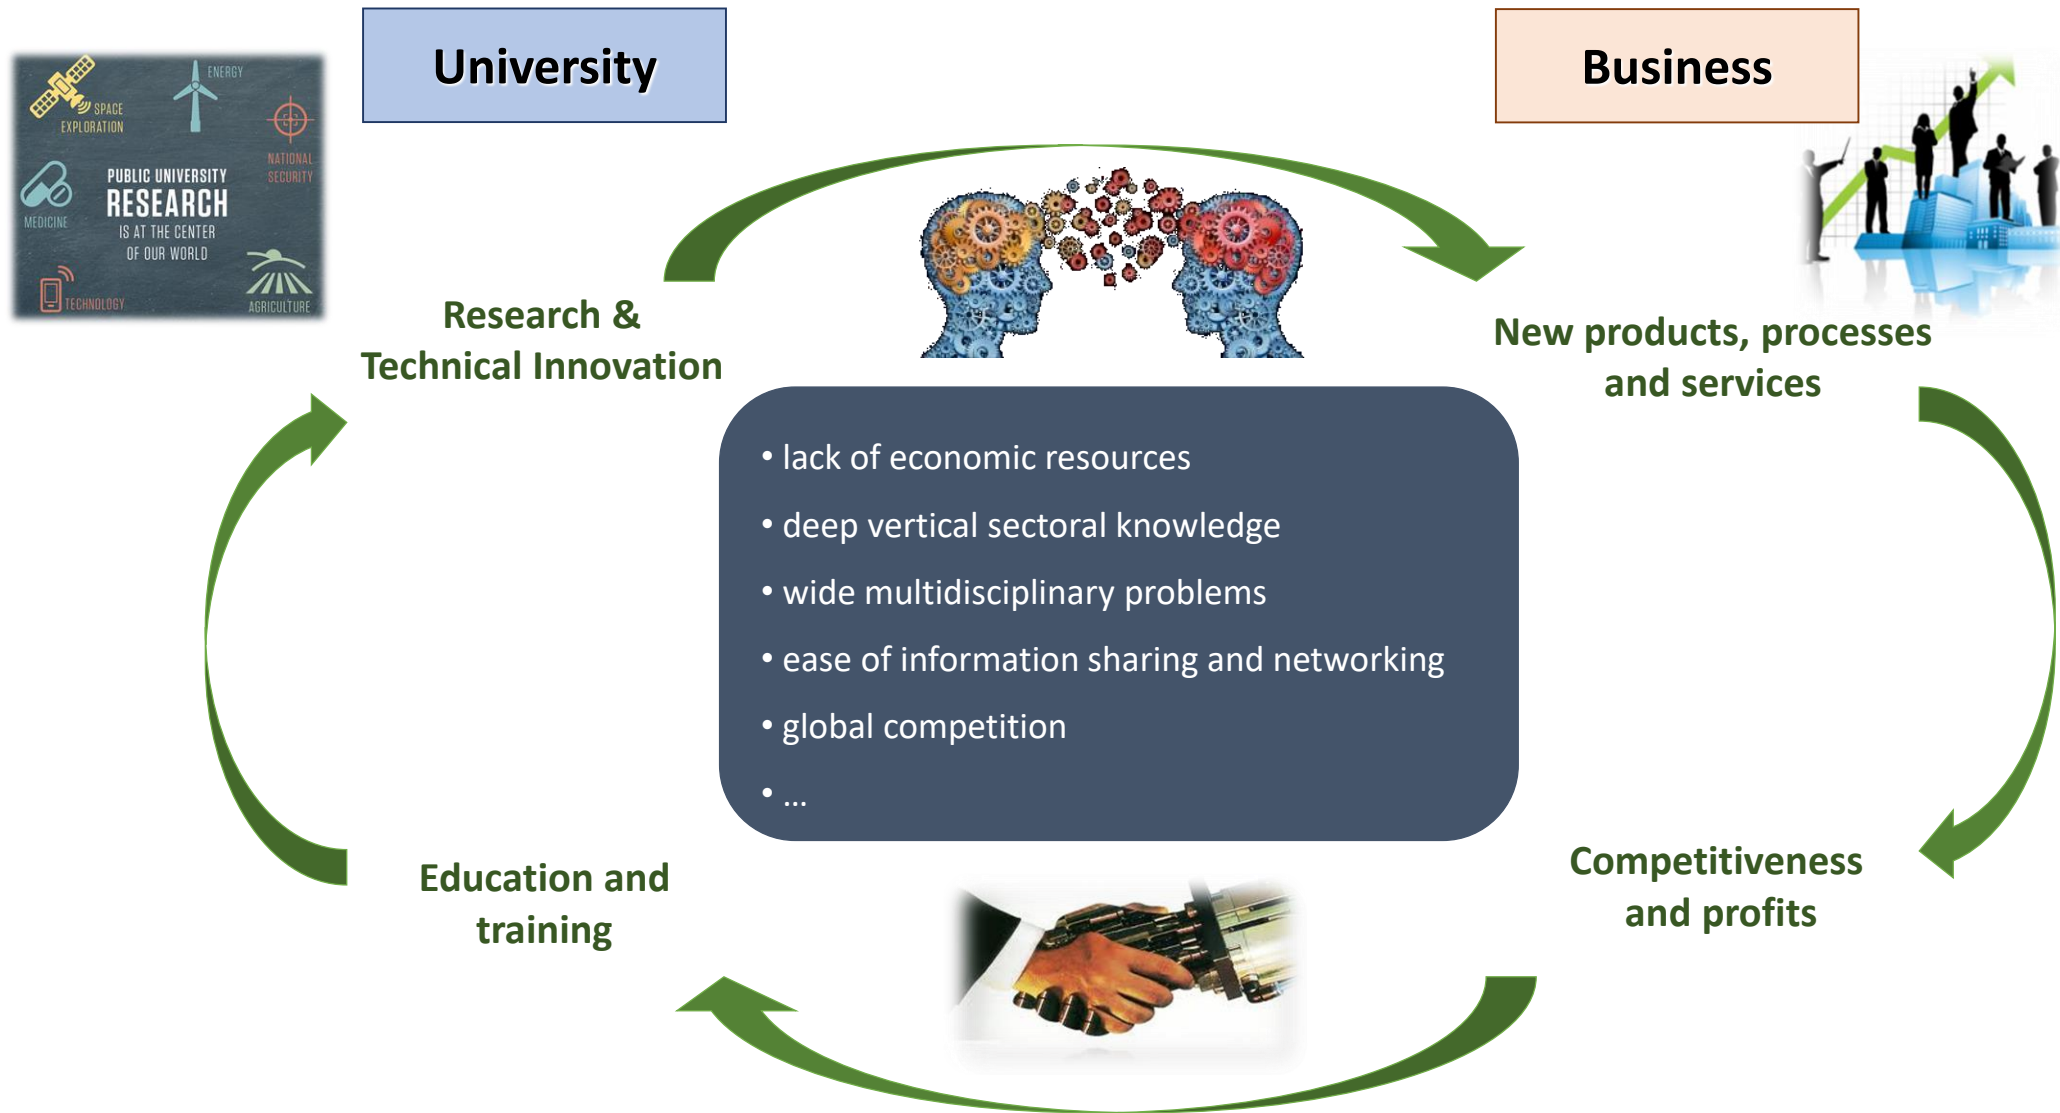 University
Business
SPACE
EXPLORATION
ENERGY
NATIONAL
SECURITY
MEDICINE
PUBLIC UNIVERSITY
RESEARCH
IS AT THE CENTER
OF OUR WORLD
TECHNOLOGY
AGRICULTURE
Research &
Technical Innovation
New products, processes
and services
• lack of economic resources
• deep vertical sectoral knowledge
• wide multidisciplinary problems
• ease of information sharing and networking
• global competition
• ...
Education and
training
Competitiveness
and profits